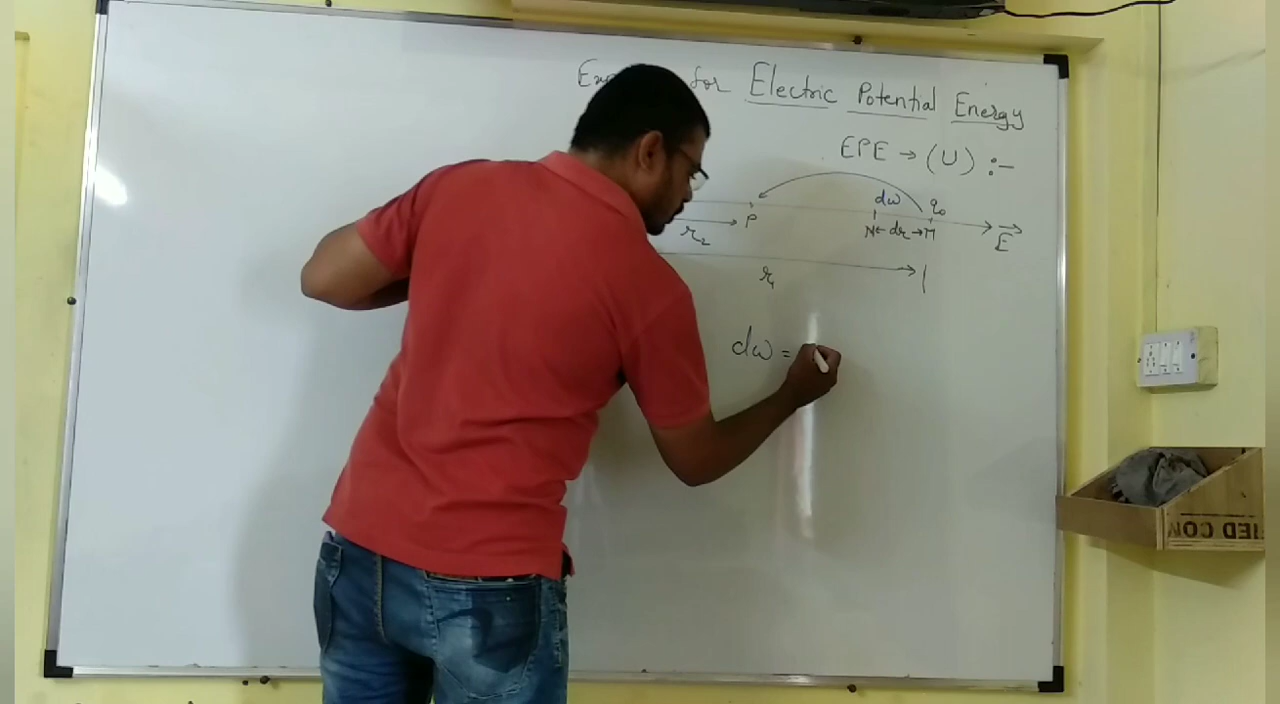 for Electric Potential Energy
EPE → (U) :-
dw q₀
P
r₂ N ← dr → M E
r₁
dw =